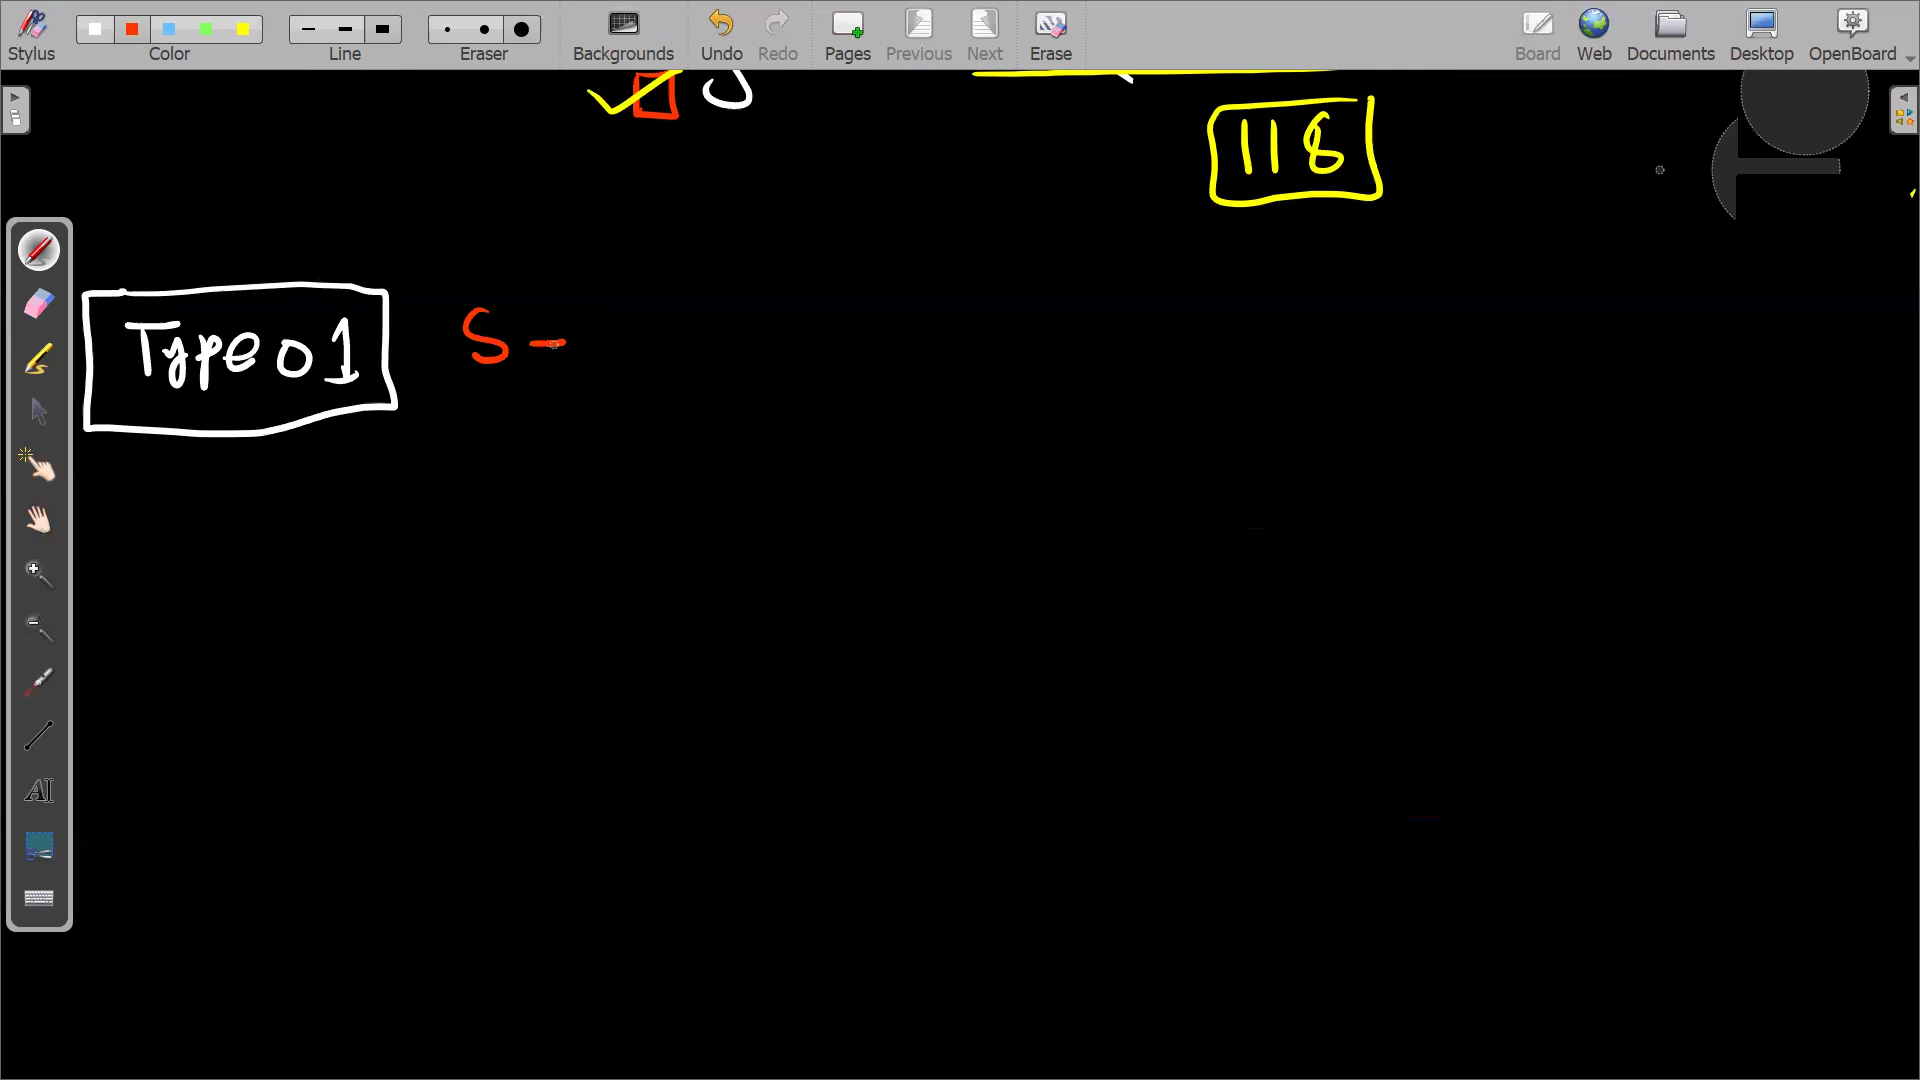 Stylus Color Line Eraser Backgrounds Undo Redo Pages Previous Next Erase Board Web Documents Desktop OpenBoard
118
Type 01 S -
AI